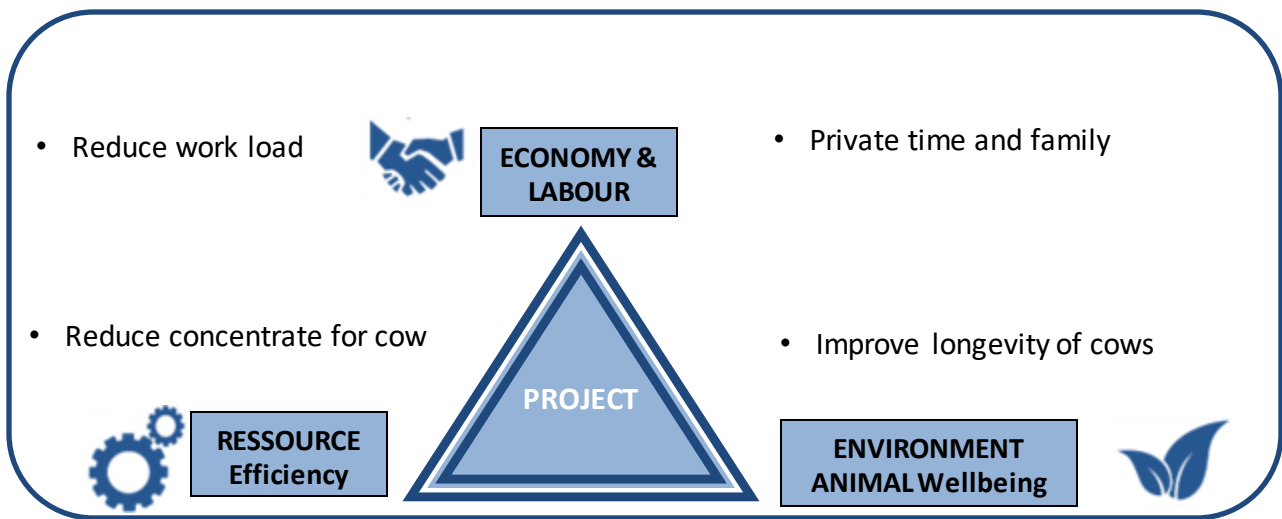 • Reduce work load
ECONOMY &
LABOUR
• Private time and family
• Reduce concentrate for cow
• Improve longevity of cows
PROJECT
RESSOURCE
Efficiency
ENVIRONMENT
ANIMAL Wellbeing